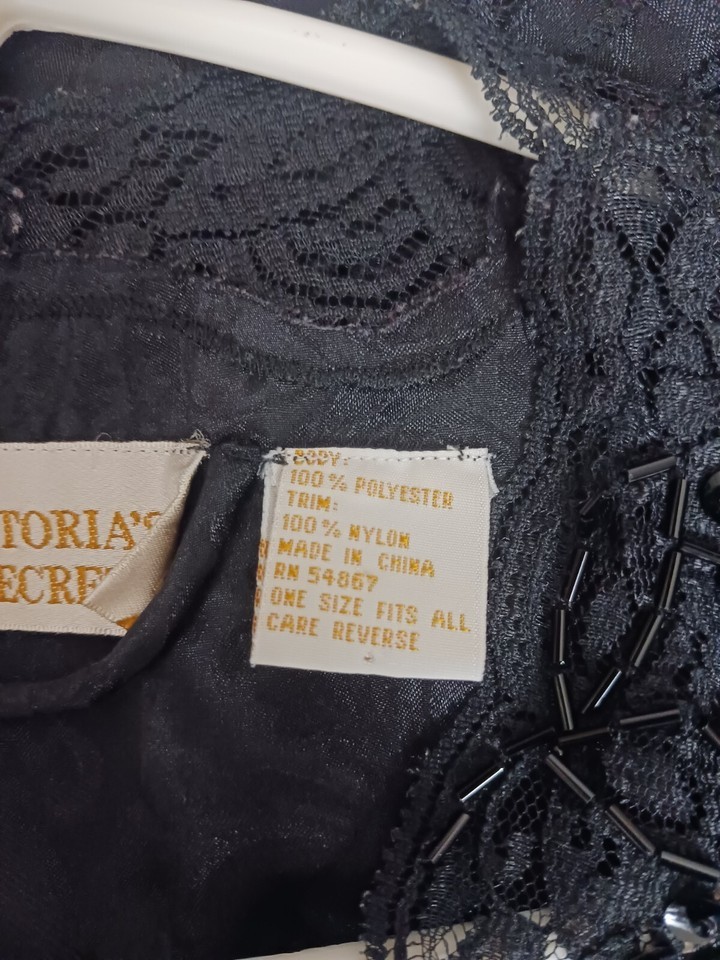 TORIA'S
ECRE
BODY:
100% POLYESTER
TRIM:
100% NYLON
MADE IN CHINA
RN 54867
ONE SIZE FITS ALL
CARE REVERSE